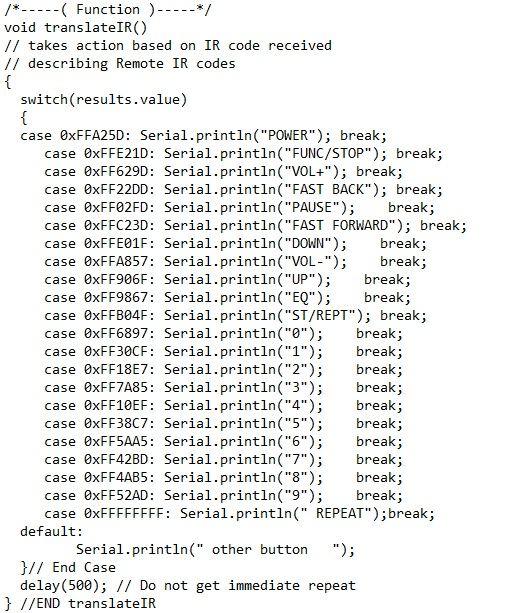 /*-----( Function )-----*/
void translateIR()
// takes action based on IR code received
// describing Remote IR codes
{
  switch(results.value)
  {
  case 0xFFA25D: Serial.println("POWER"); break;
     case 0xFFE21D: Serial.println("FUNC/STOP"); break;
     case 0xFF629D: Serial.println("VOL+"); break;
     case 0xFF22DD: Serial.println("FAST BACK"); break;
     case 0xFF02FD: Serial.println("PAUSE");    break;
     case 0xFFC23D: Serial.println("FAST FORWARD"); break;
     case 0xFFE01F: Serial.println("DOWN");    break;
     case 0xFFA857: Serial.println("VOL-");    break;
     case 0xFF906F: Serial.println("UP");    break;
     case 0xFF9867: Serial.println("EQ");    break;
     case 0xFFB04F: Serial.println("ST/REPT"); break;
     case 0xFF6897: Serial.println("0");    break;
     case 0xFF30CF: Serial.println("1");    break;
     case 0xFF18E7: Serial.println("2");    break;
     case 0xFF7A85: Serial.println("3");    break;
     case 0xFF10EF: Serial.println("4");    break;
     case 0xFF38C7: Serial.println("5");    break;
     case 0xFF5AA5: Serial.println("6");    break;
     case 0xFF42BD: Serial.println("7");    break;
     case 0xFF4AB5: Serial.println("8");    break;
     case 0xFF52AD: Serial.println("9");    break;
     case 0xFFFFFFFF: Serial.println(" REPEAT");break;
  default:
         Serial.println(" other button   ");
  }// End Case
  delay(500); // Do not get immediate repeat
} //END translateIR